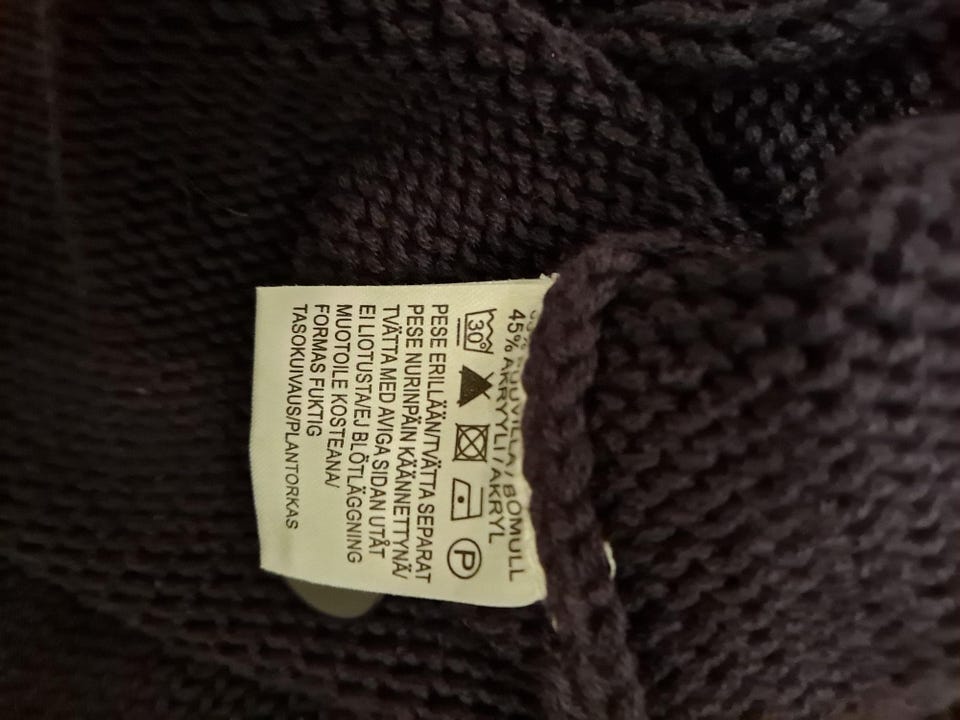 PUUVILLA / BOMULL
45% AKRYYLI / AKRYL
30 P
PESE ERILLÄÄN/TVÄTTA SEPARAT
PESE NURINPÄIN KÄÄNNETTYNÄ/
TVÄTTA MED AVIGA SIDAN UTÅT
EI LIOTUSTA/EJ BLÖTLÄGGNING
MUOTOILE KOSTEANA/
FORMAS FUKTIG
TASOKUIVAUS/PLANTORKAS